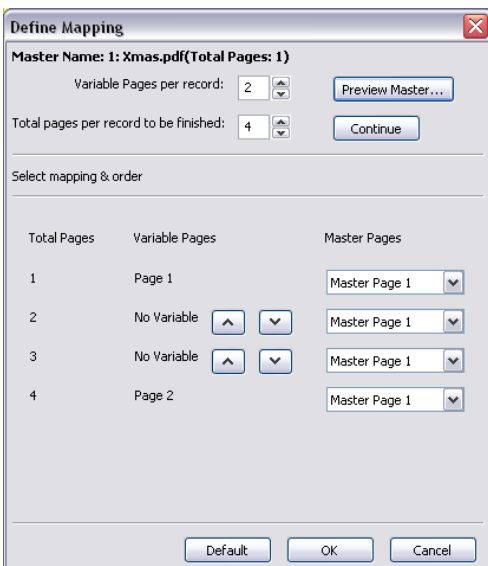 Define Mapping
Master Name: 1: Xmas.pdf(Total Pages: 1)
Variable Pages per record: 2 Preview Master...
Total pages per record to be finished: 4 Continue
Select mapping & order
Total Pages Variable Pages Master Pages
1 Page 1 Master Page 1
2 No Variable Master Page 1
3 No Variable Master Page 1
4 Page 2 Master Page 1
Default OK Cancel